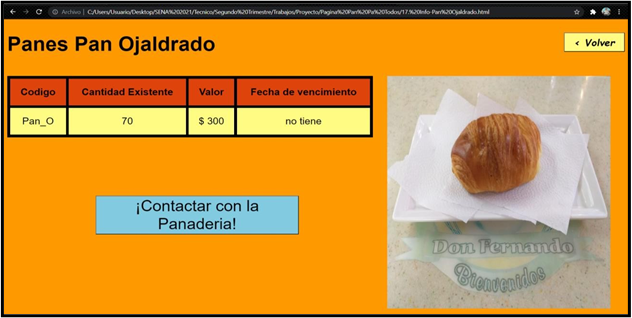 Archivo | C:/Users/Usuario/Desktop/SENA%202021/Tecnico/Segundo%20Trimestre/Trabajos/Proyecto/Pagina%20Pan%20Pa%20Todos/17.%20Info-Pan%20Ojaldrado.html
Panes Pan Ojaldrado
< Volver
Codigo Cantidad Existente Valor Fecha de vencimiento
Pan_O 70 $ 300 no tiene
¡Contactar con la
Panaderia!
Don Fernando
Bienvenidos